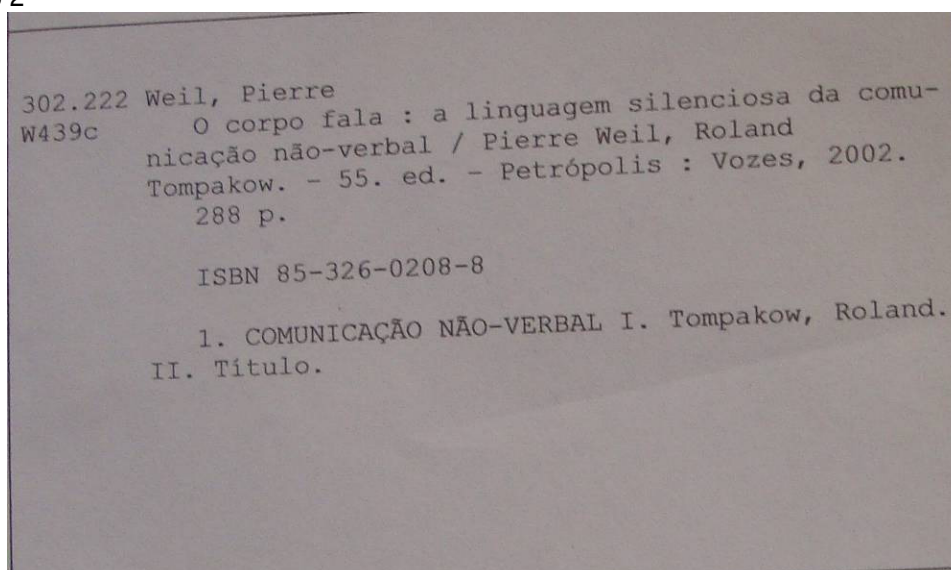 302.222 Weil, Pierre
W439c O corpo fala : a linguagem silenciosa da comu-
nicação não-verbal / Pierre Weil, Roland
Tompakow. - 55. ed. - Petrópolis : Vozes, 2002.
288 p.
ISBN 85-326-0208-8
1. COMUNICAÇÃO NÃO-VERBAL I. Tompakow, Roland.
II. Título.